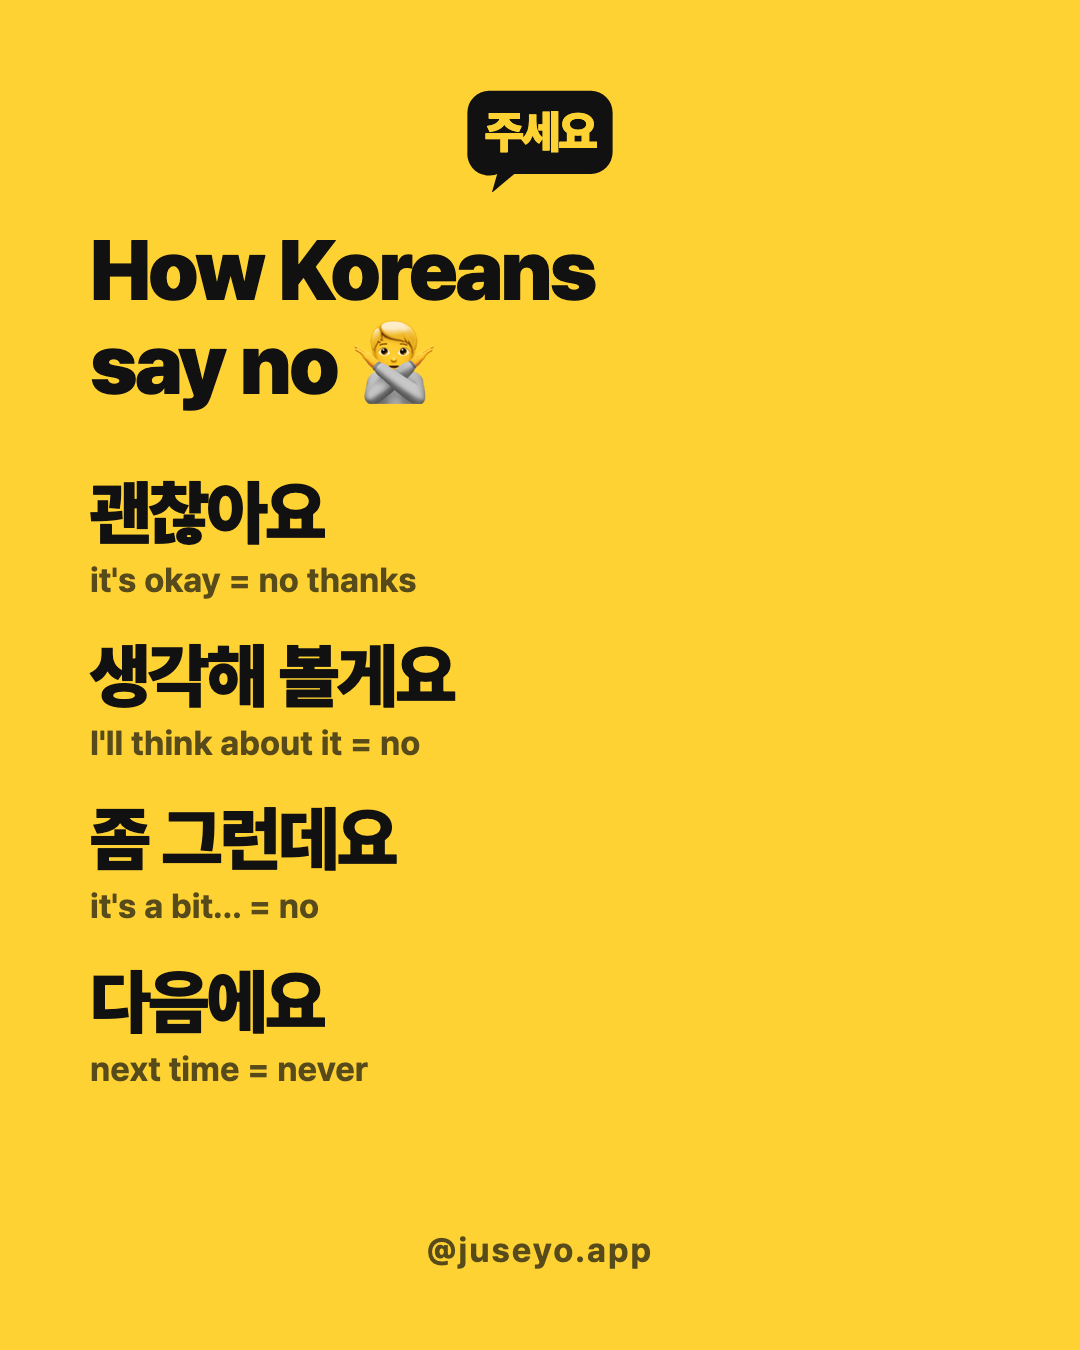 주세요
How Koreans
say no 🙅
괜찮아요
it's okay = no thanks
생각해 볼게요
I'll think about it = no
좀 그런데요
it's a bit... = no
다음에요
next time = never
@juseyo.app